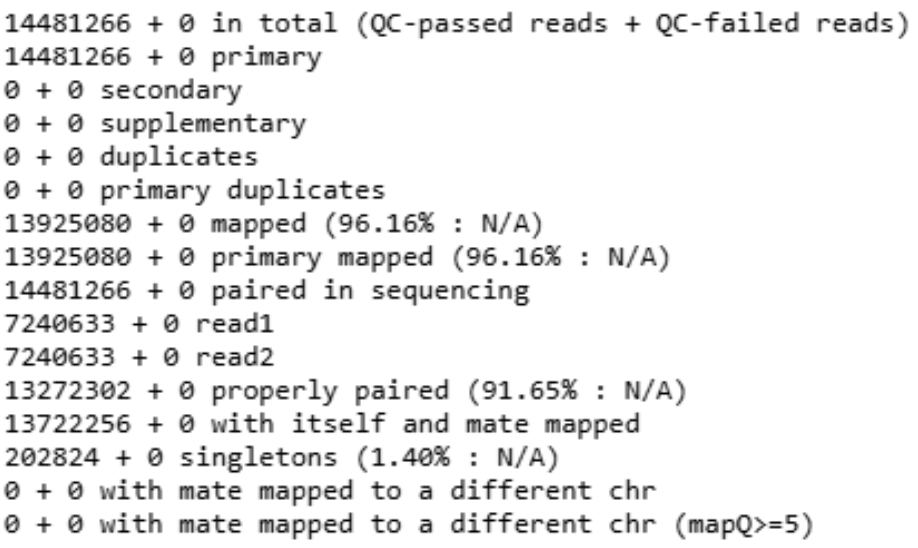 14481266 + 0 in total (QC-passed reads + QC-failed reads)
14481266 + 0 primary
0 + 0 secondary
0 + 0 supplementary
0 + 0 duplicates
0 + 0 primary duplicates
13925080 + 0 mapped (96.16% : N/A)
13925080 + 0 primary mapped (96.16% : N/A)
14481266 + 0 paired in sequencing
7240633 + 0 read1
7240633 + 0 read2
13272302 + 0 properly paired (91.65% : N/A)
13722256 + 0 with itself and mate mapped
202824 + 0 singletons (1.40% : N/A)
0 + 0 with mate mapped to a different chr
0 + 0 with mate mapped to a different chr (mapQ>=5)